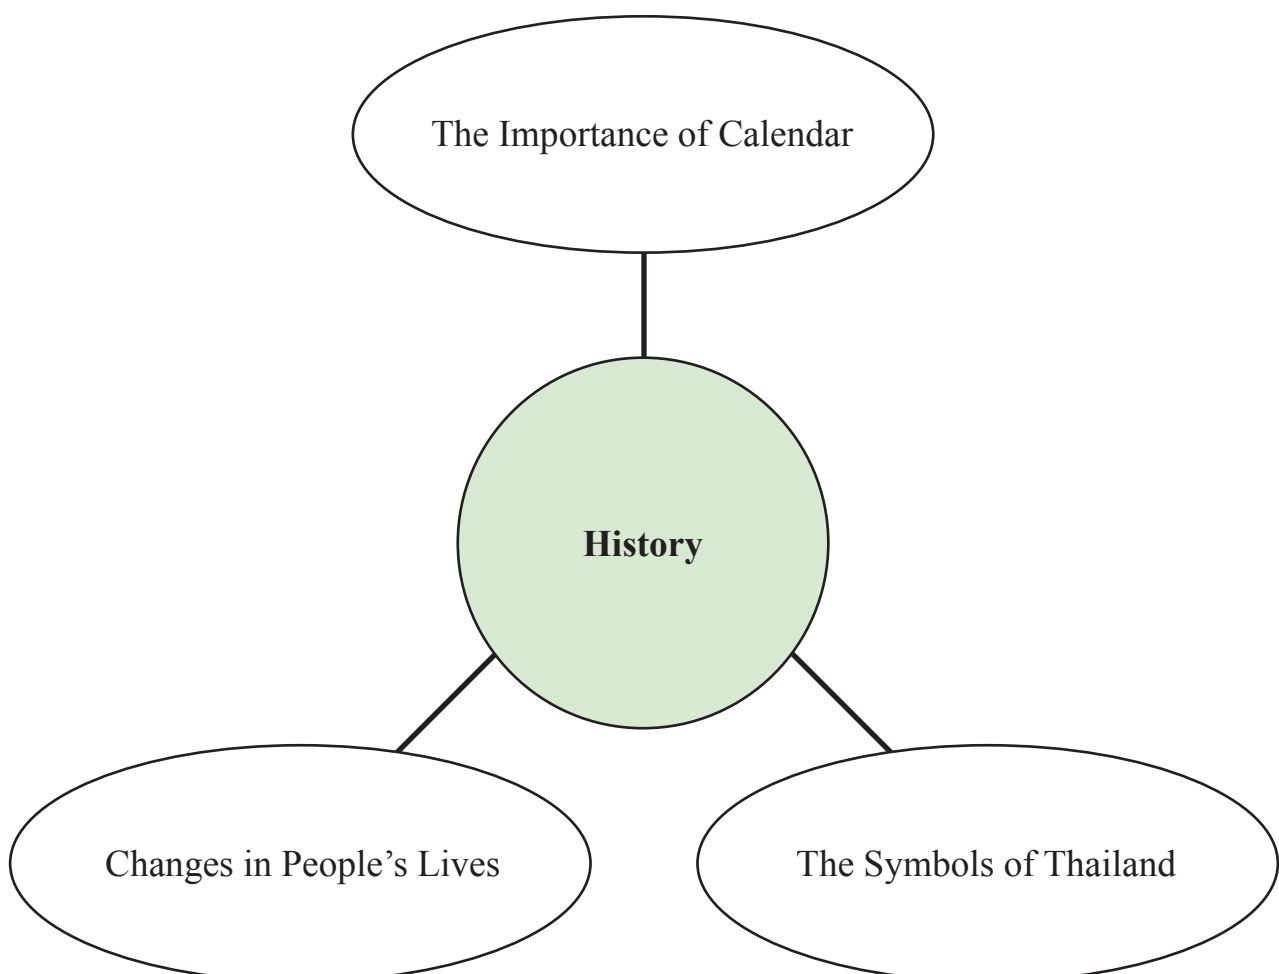 The Importance of Calendar
History
Changes in People’s Lives
The Symbols of Thailand